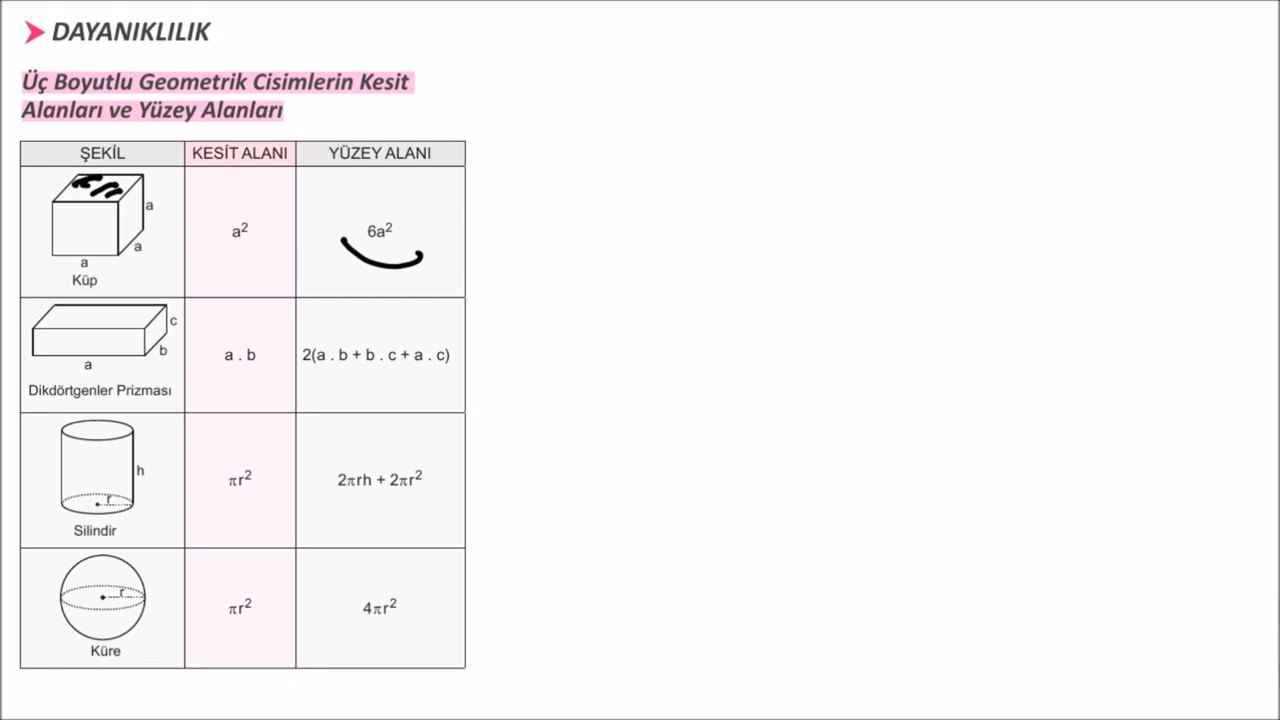 DAYANIKLILIK
Üç Boyutlu Geometrik Cisimlerin Kesit
Alanları ve Yüzey Alanları
ŞEKİL KESİT ALANI YÜZEY ALANI
a
a
a
Küp
a² 6a²
c
b
a
Dikdörtgenler Prizması
a . b 2(a . b + b . c + a . c)
h
r
Silindir
πr² 2πrh + 2πr²
r
Küre
πr² 4πr²